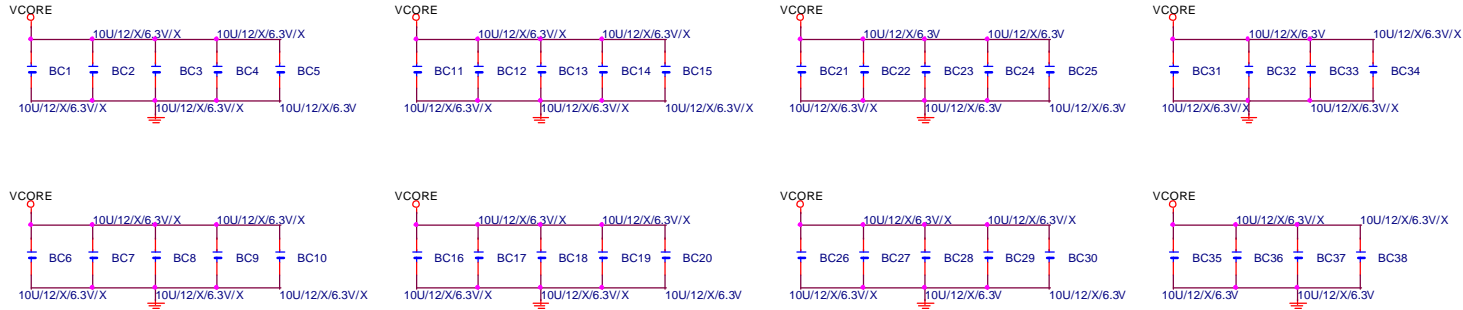 VCORE VCORE VCORE VCORE
10U/12/X/6.3V/X 10U/12/X/6.3V/X 10U/12/X/6.3V/X 10U/12/X/6.3V/X 10U/12/X/6.3V 10U/12/X/6.3V 10U/12/X/6.3V 10U/12/X/6.3V/X
BC1 BC2 BC3 BC4 BC5 BC11 BC12 BC13 BC14 BC15 BC21 BC22 BC23 BC24 BC25 BC31 BC32 BC33 BC34
10U/12/X/6.3V/X 10U/12/X/6.3V/X 10U/12/X/6.3V 10U/12/X/6.3V/X 10U/12/X/6.3V/X 10U/12/X/6.3V 10U/12/X/6.3V/X 10U/12/X/6.3V/X 10U/12/X/6.3V 10U/12/X/6.3V/X 10U/12/X/6.3V/X
VCORE VCORE VCORE VCORE
10U/12/X/6.3V/X 10U/12/X/6.3V/X 10U/12/X/6.3V/X 10U/12/X/6.3V/X 10U/12/X/6.3V/X 10U/12/X/6.3V/X 10U/12/X/6.3V/X 10U/12/X/6.3V/X
BC6 BC7 BC8 BC9 BC10 BC16 BC17 BC18 BC19 BC20 BC26 BC27 BC28 BC29 BC30 BC35 BC36 BC37 BC38
10U/12/X/6.3V/X 10U/12/X/6.3V/X 10U/12/X/6.3V/X 10U/12/X/6.3V/X 10U/12/X/6.3V/X 10U/12/X/6.3V 10U/12/X/6.3V/X 10U/12/X/6.3V/X 10U/12/X/6.3V 10U/12/X/6.3V/X 10U/12/X/6.3V